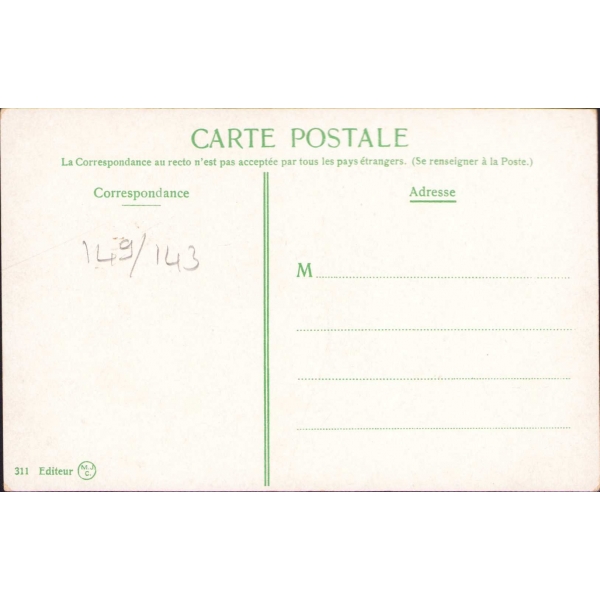 CARTE POSTALE
La Correspondance au recto n'est pas acceptée par tous les pays étrangers. (Se renseigner à la Poste.)
Correspondance
Adresse
149/143
M
311 Editeur M.J.C.